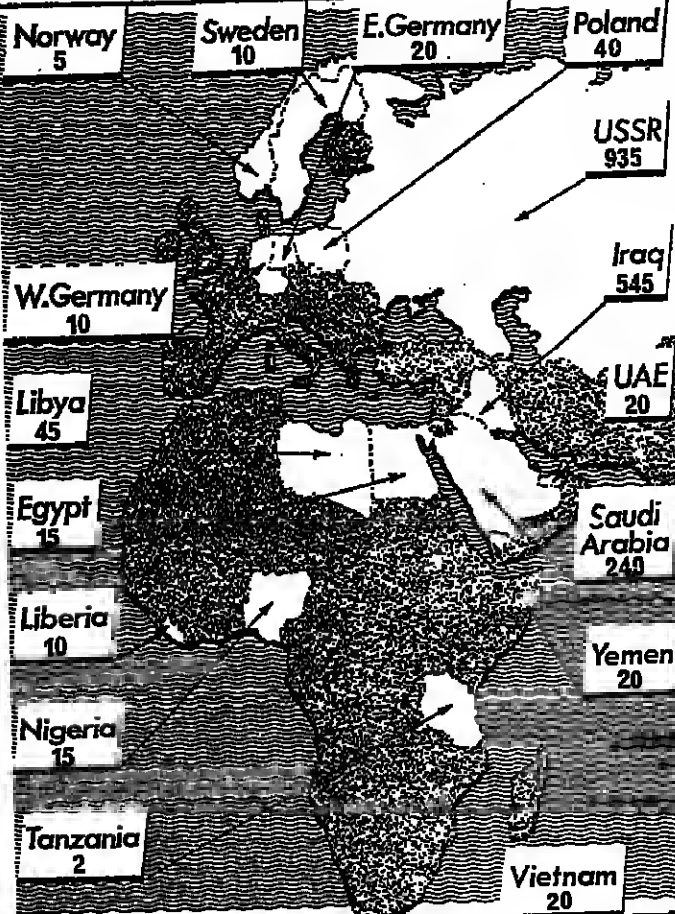 Norway
5
Sweden
10
E.Germany
20
Poland
40
USSR
935
Iraq
545
W.Germany
10
UAE
20
Libya
45
Egypt
15
Saudi
Arabia
240
Liberia
10
Yemen
20
Nigeria
15
Tanzania
2
Vietnam
20